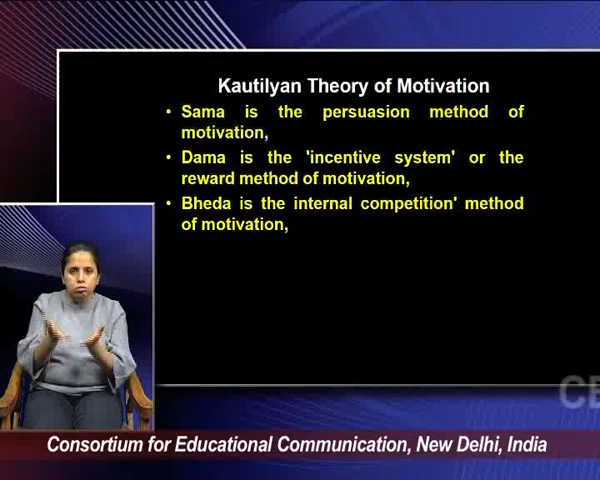 Kautilyan Theory of Motivation
• Sama is the persuasion method of
motivation,
• Dama is the 'incentive system' or the
reward method of motivation,
• Bheda is the internal competition' method
of motivation,
Consortium for Educational Communication, New Delhi, India